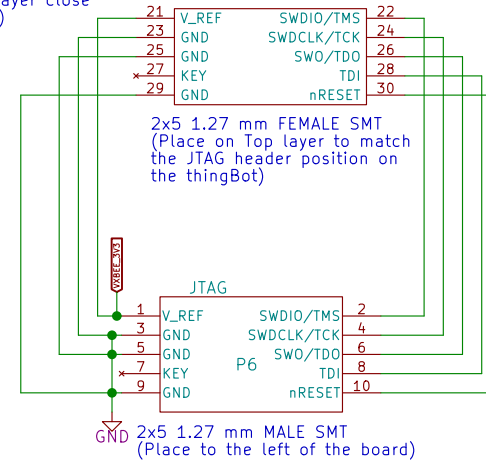 ayer close
)
21 V_REF SWDIO/TMS 22
23 GND SWDCLK/TCK 24
25 GND SWO/TDO 26
27 KEY TDI 28
29 GND nRESET 30
2x5 1.27 mm FEMALE SMT
(Place on Top layer to match
the JTAG header position on
the thingBot)
VXBEE_3V3
JTAG
1 V_REF SWDIO/TMS 2
3 GND SWDCLK/TCK 4
5 GND SWO/TDO 6
P6
7 KEY TDI 8
9 GND nRESET 10
GND
2x5 1.27 mm MALE SMT
(Place to the left of the board)